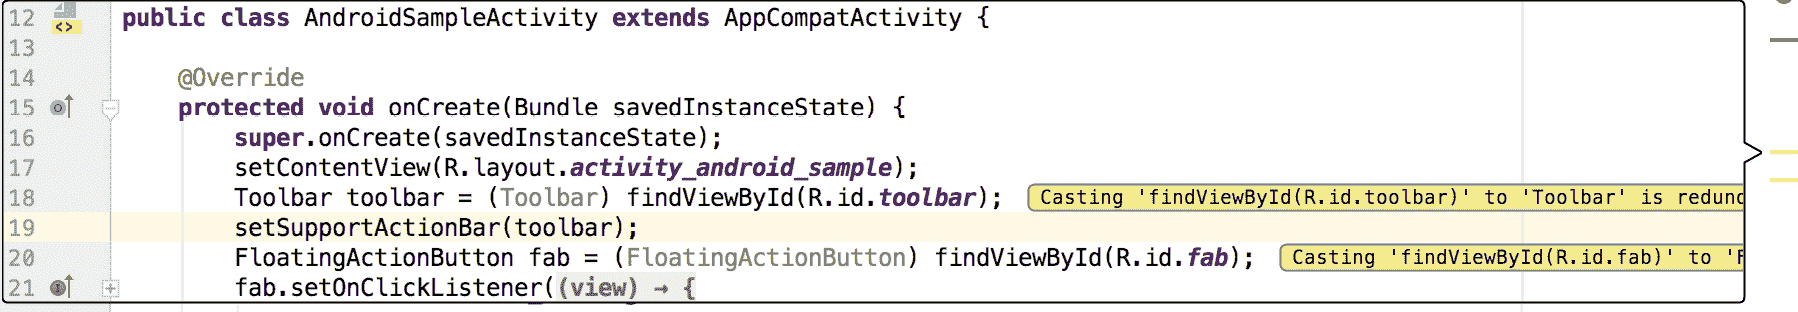 12 <> public class AndroidSampleActivity extends AppCompatActivity {
13
14 @Override
15 protected void onCreate(Bundle savedInstanceState) {
16 super.onCreate(savedInstanceState);
17 setContentView(R.layout.activity_android_sample);
18 Toolbar toolbar = (Toolbar) findViewById(R.id.toolbar); Casting 'findViewById(R.id.toolbar)' to 'Toolbar' is
19 setSupportActionBar(toolbar);
20 FloatingActionButton fab = (FloatingActionButton) findViewById(R.id.fab); Casting 'findViewById(R.id.fab)' to
21 fab.setOnClickListener((view) → {